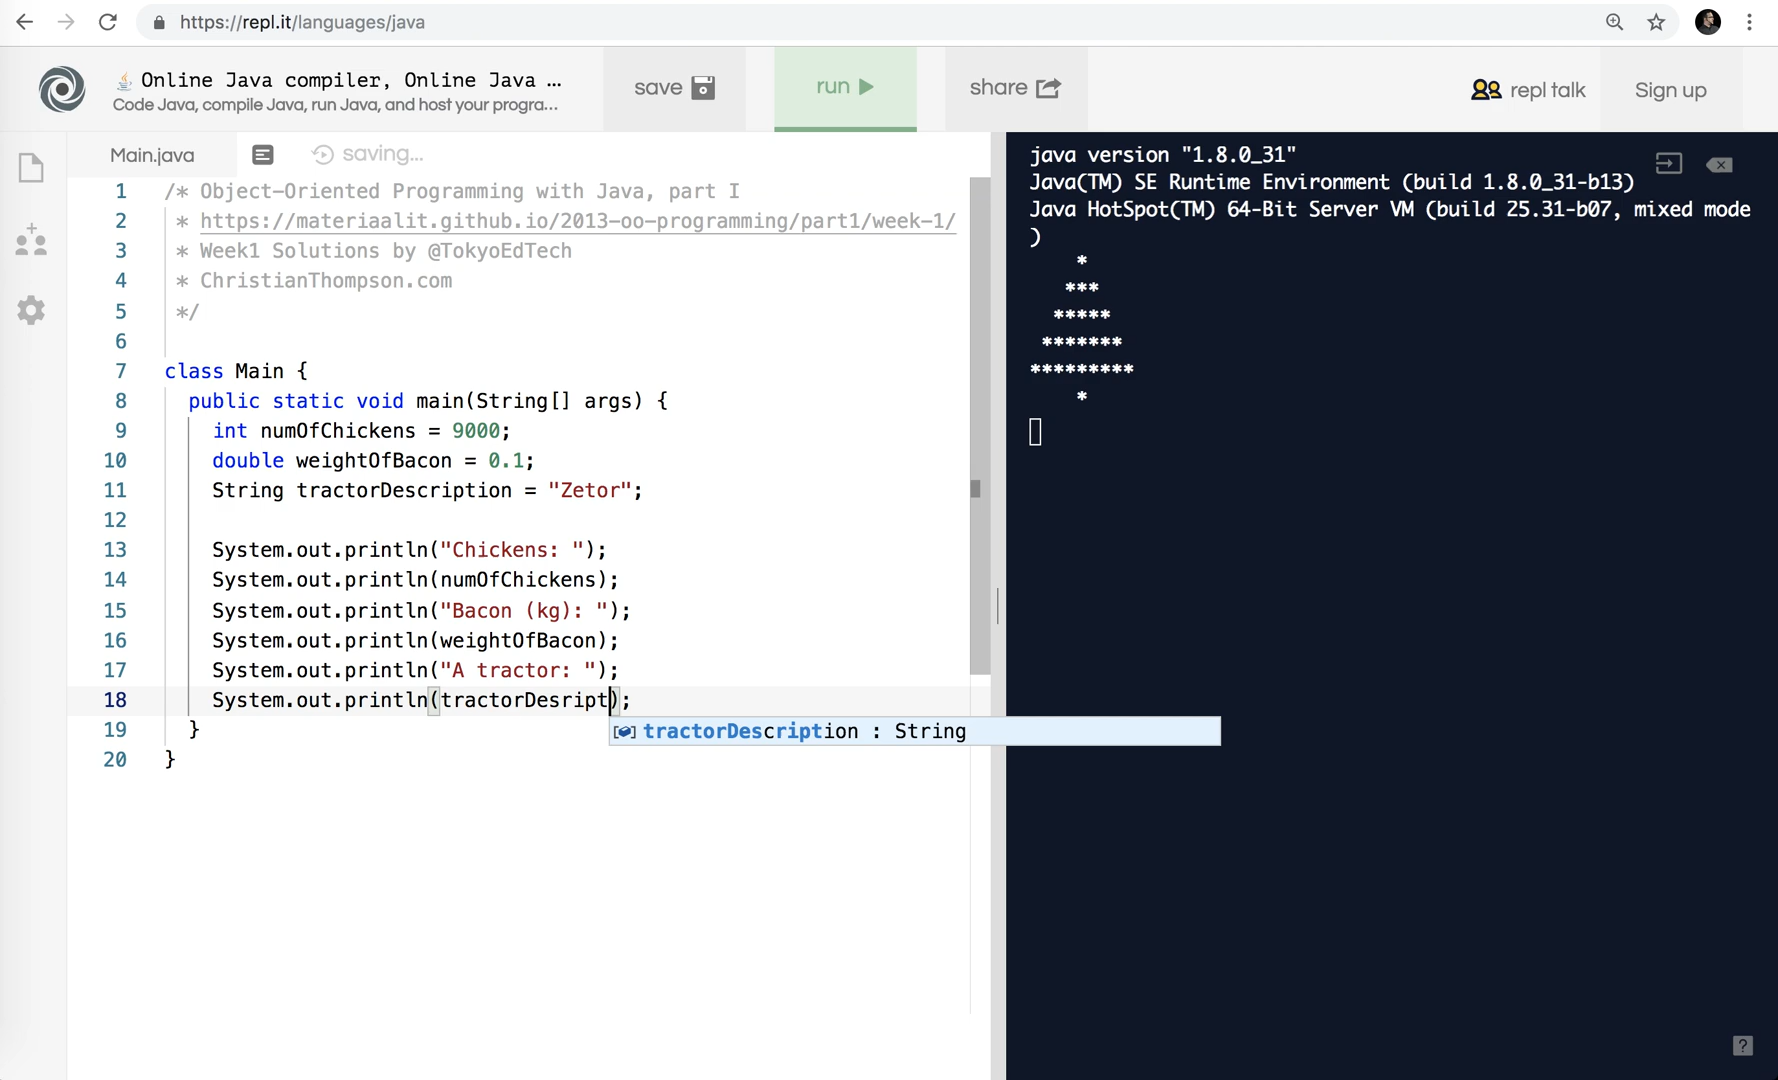 https://repl.it/languages/java
Online Java compiler, Online Java ...
Code Java, compile Java, run Java, and host your progra...
save
run
share
repl talk
Sign up
Main.java
saving...
1 /* Object-Oriented Programming with Java, part I
2 * https://materiaalit.github.io/2013-oo-programming/part1/week-1/
3 * Week1 Solutions by @TokyoEdTech
4 * ChristianThompson.com
5 */
6
7 class Main {
8 public static void main(String[] args) {
9 int numOfChickens = 9000;
10 double weightOfBacon = 0.1;
11 String tractorDescription = "Zetor";
12
13 System.out.println("Chickens: ");
14 System.out.println(numOfChickens);
15 System.out.println("Bacon (kg): ");
16 System.out.println(weightOfBacon);
17 System.out.println("A tractor: ");
18 System.out.println(tractorDesript);
19 }
tractorDescription : String
20 }
java version "1.8.0_31"
Java(TM) SE Runtime Environment (build 1.8.0_31-b13)
Java HotSpot(TM) 64-Bit Server VM (build 25.31-b07, mixed mode
)
*
***
*****
*******
*********
*
?